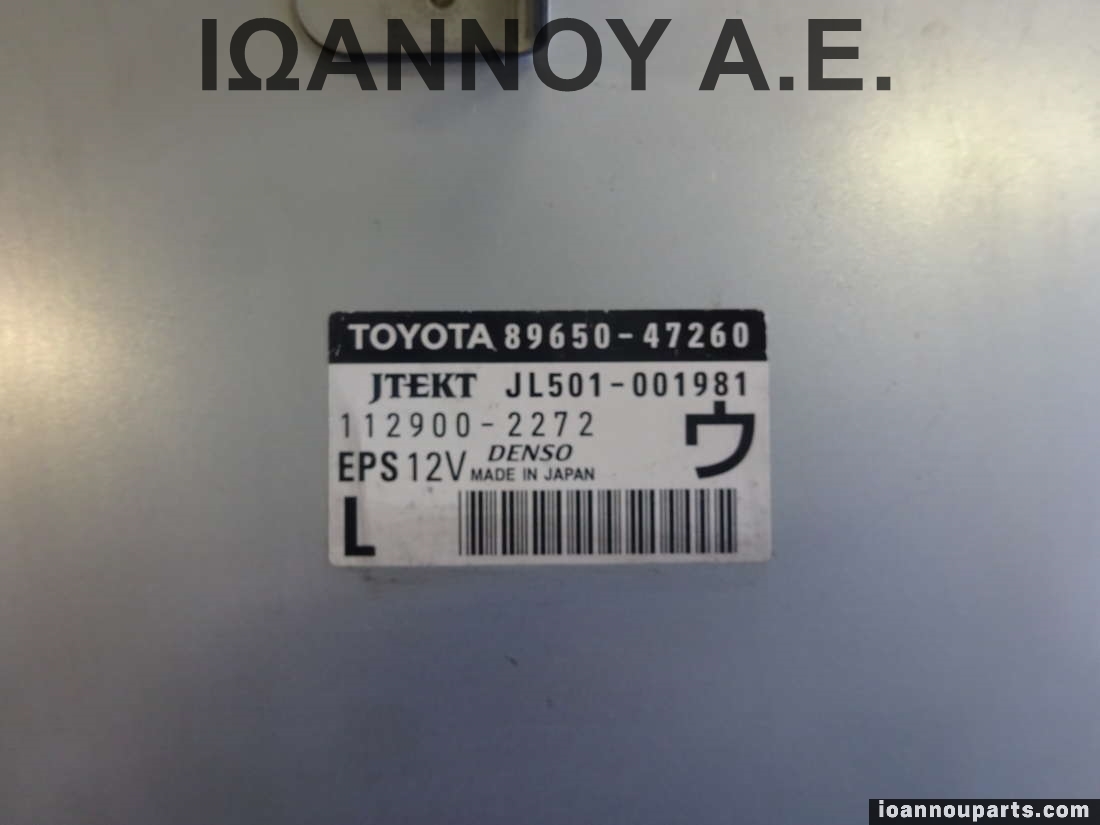 ΙΩΑΝΝΟΥ Α.Ε.
TOYOTA 89650-47260
JTEKT JL501-001981
112900-2272
ウ
EPS 12V DENSO
MADE IN JAPAN
L
ioannouparts.com